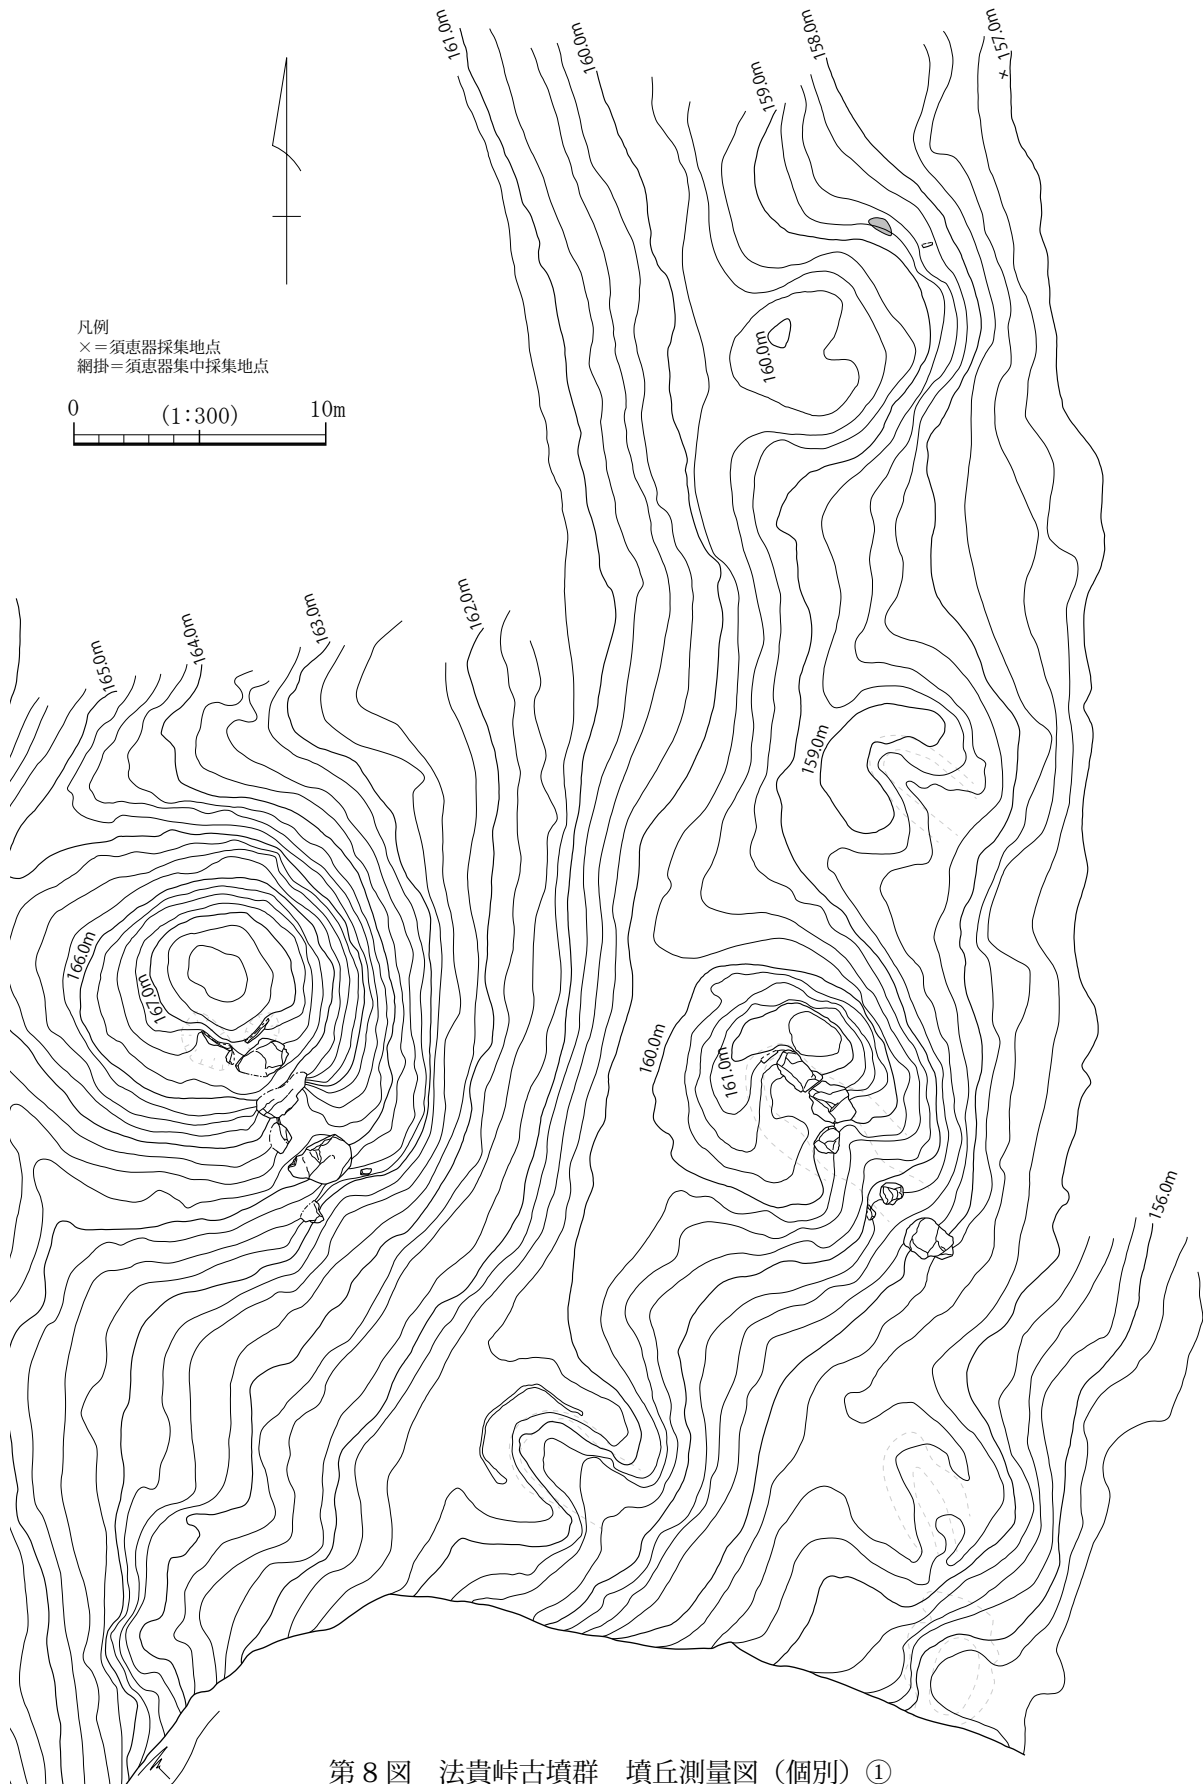 161.0m
160.0m
159.0m
158.0m
157.0m
×
凡例
×＝須恵器採集地点
網掛＝須恵器集中採集地点
0 (1:300) 10m
160.0m
165.0m
164.0m
163.0m
162.0m
159.0m
166.0m
167.0m
160.0m
161.0m
156.0m
第8図　法貴峠古墳群　墳丘測量図（個別）①